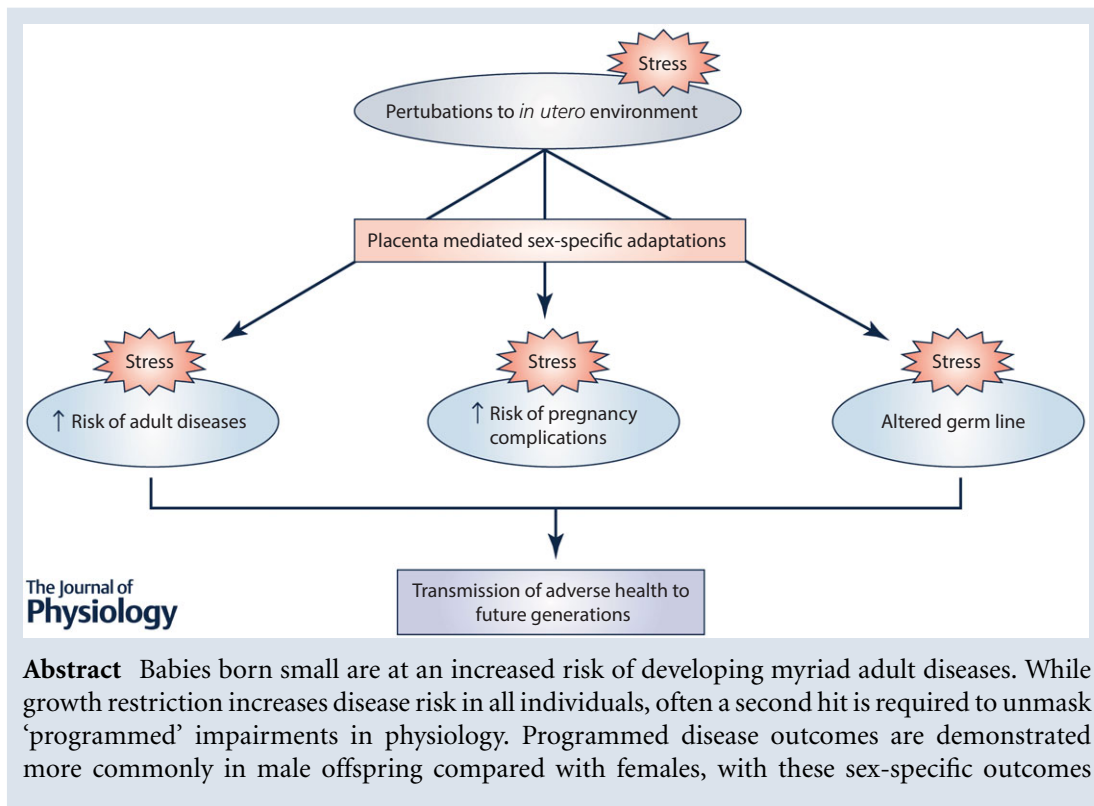 Stress
Pertubations to in utero environment
Placenta mediated sex-specific adaptations
Stress
↑ Risk of adult diseases
Stress
↑ Risk of pregnancy
complications
Stress
Altered germ line
Transmission of adverse health to
future generations
The Journal of
Physiology
Abstract Babies born small are at an increased risk of developing myriad adult diseases. While
growth restriction increases disease risk in all individuals, often a second hit is required to unmask
‘programmed’ impairments in physiology. Programmed disease outcomes are demonstrated
more commonly in male offspring compared with females, with these sex-specific outcomes